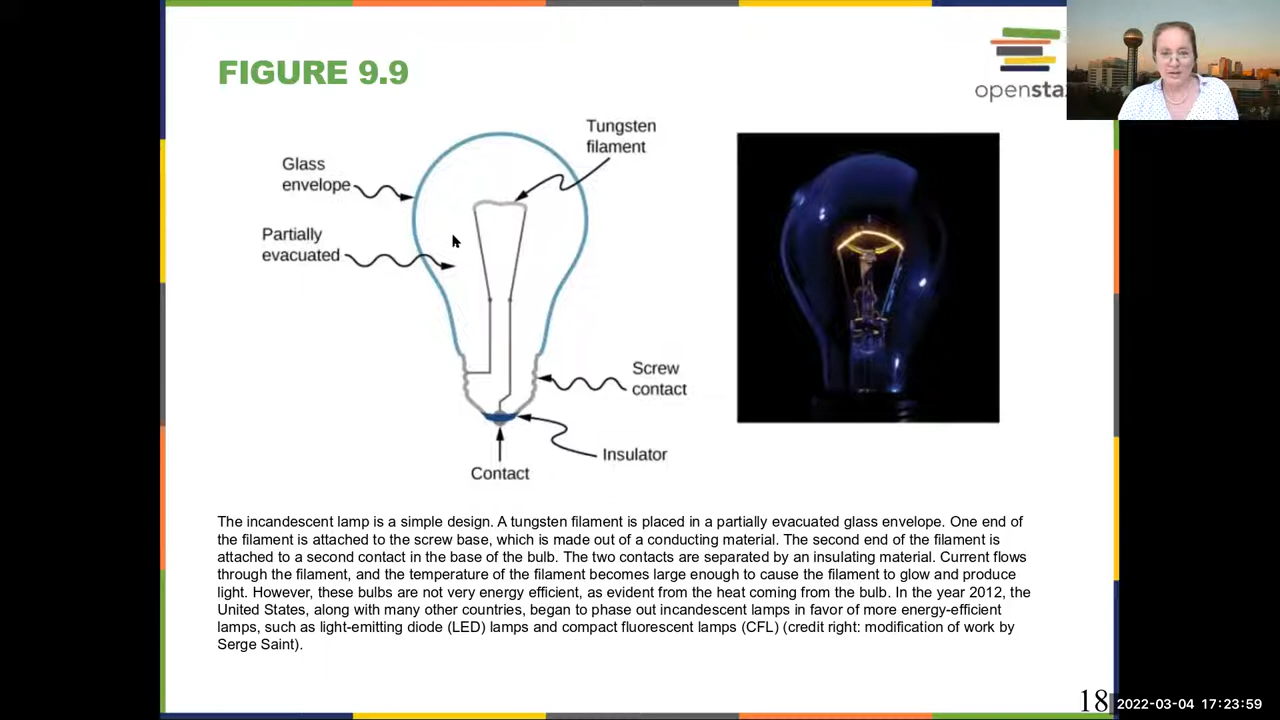 FIGURE 9.9
openstax
Tungsten
filament
Glass
envelope
Partially
evacuated
Screw
contact
Insulator
Contact
The incandescent lamp is a simple design. A tungsten filament is placed in a partially evacuated glass envelope. One end of
the filament is attached to the screw base, which is made out of a conducting material. The second end of the filament is
attached to a second contact in the base of the bulb. The two contacts are separated by an insulating material. Current flows
through the filament, and the temperature of the filament becomes large enough to cause the filament to glow and produce
light. However, these bulbs are not very energy efficient, as evident from the heat coming from the bulb. In the year 2012, the
United States, along with many other countries, began to phase out incandescent lamps in favor of more energy-efficient
lamps, such as light-emitting diode (LED) lamps and compact fluorescent lamps (CFL) (credit right: modification of work by
Serge Saint).
18
2022-03-04 17:23:59